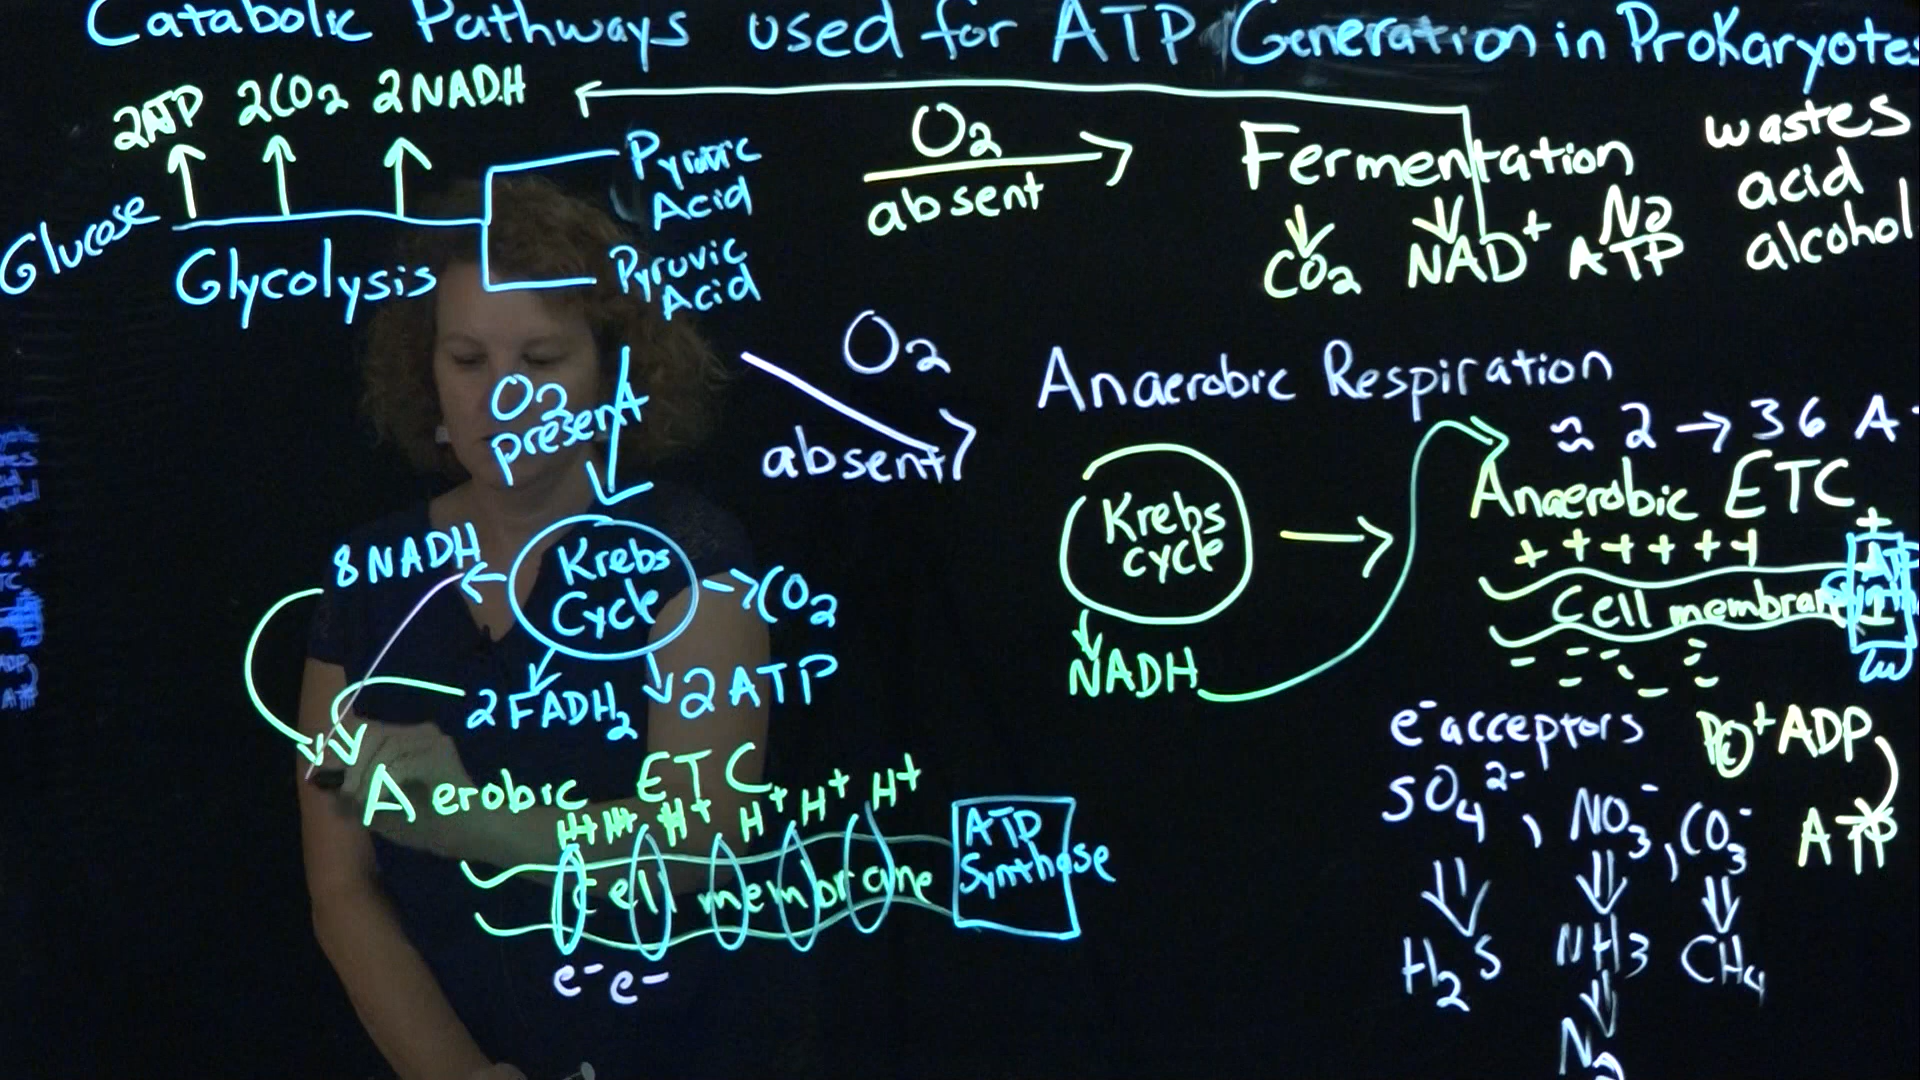 Catabolic Pathways used for ATP Generation in Prokaryotes
2ATP 2CO2 2NADH
Glucose
Glycolysis
Pyruvic
Acid
Pyruvic
Acid
O2
absent
Fermentation
CO2 NAD+ No
ATP
wastes
acid
alcohol
O2
present
O2
absent
Anaerobic Respiration
≈ 2 → 36 A
Krebs
cycle
NADH
Anaerobic ETC
+ + + + + +
+
Cell membrane
8NADH
Krebs
Cycle
CO2
2FADH2
2ATP
Aerobic ETC
H+ H+ H+ H+ H+ H+
Cell membrane
ATP
Synthase
e- e-
e- acceptors
SO4 2-, NO3-, CO3-
H2S NH3 CH4
N2
+ ADP
ATP